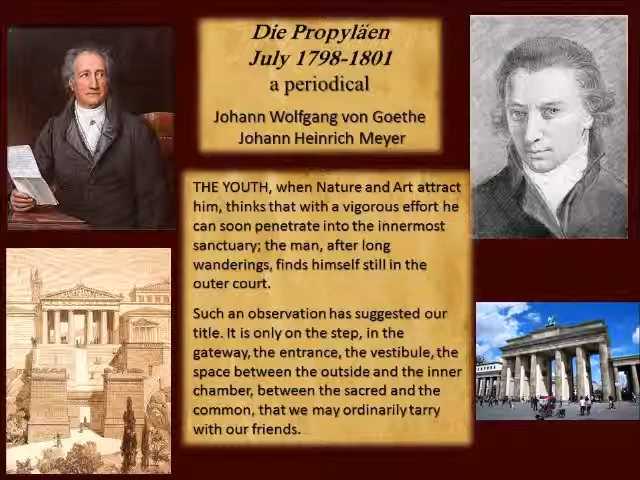 Die Propyläen
July 1798-1801
a periodical
Johann Wolfgang von Goethe
Johann Heinrich Meyer
THE YOUTH, when Nature and Art attract
him, thinks that with a vigorous effort he
can soon penetrate into the innermost
sanctuary; the man, after long
wanderings, finds himself still in the
outer court.
Such an observation has suggested our
title. It is only on the step, in the
gateway, the entrance, the vestibule, the
space between the outside and the inner
chamber, between the sacred and the
common, that we may ordinarily tarry
with our friends.